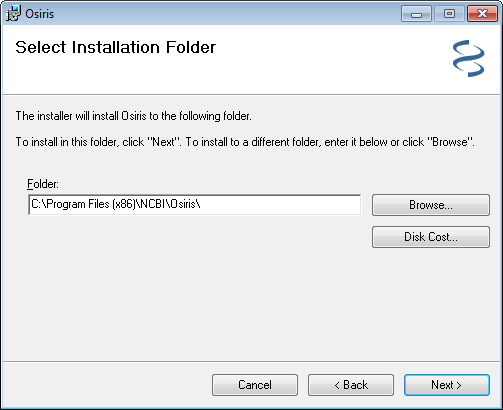 Osiris
Select Installation Folder
The installer will install Osiris to the following folder.
To install in this folder, click "Next". To install to a different folder, enter it below or click "Browse".
Folder:
C:\Program Files (x86)\NCBI\Osiris\
Browse...
Disk Cost...
Cancel
< Back
Next >